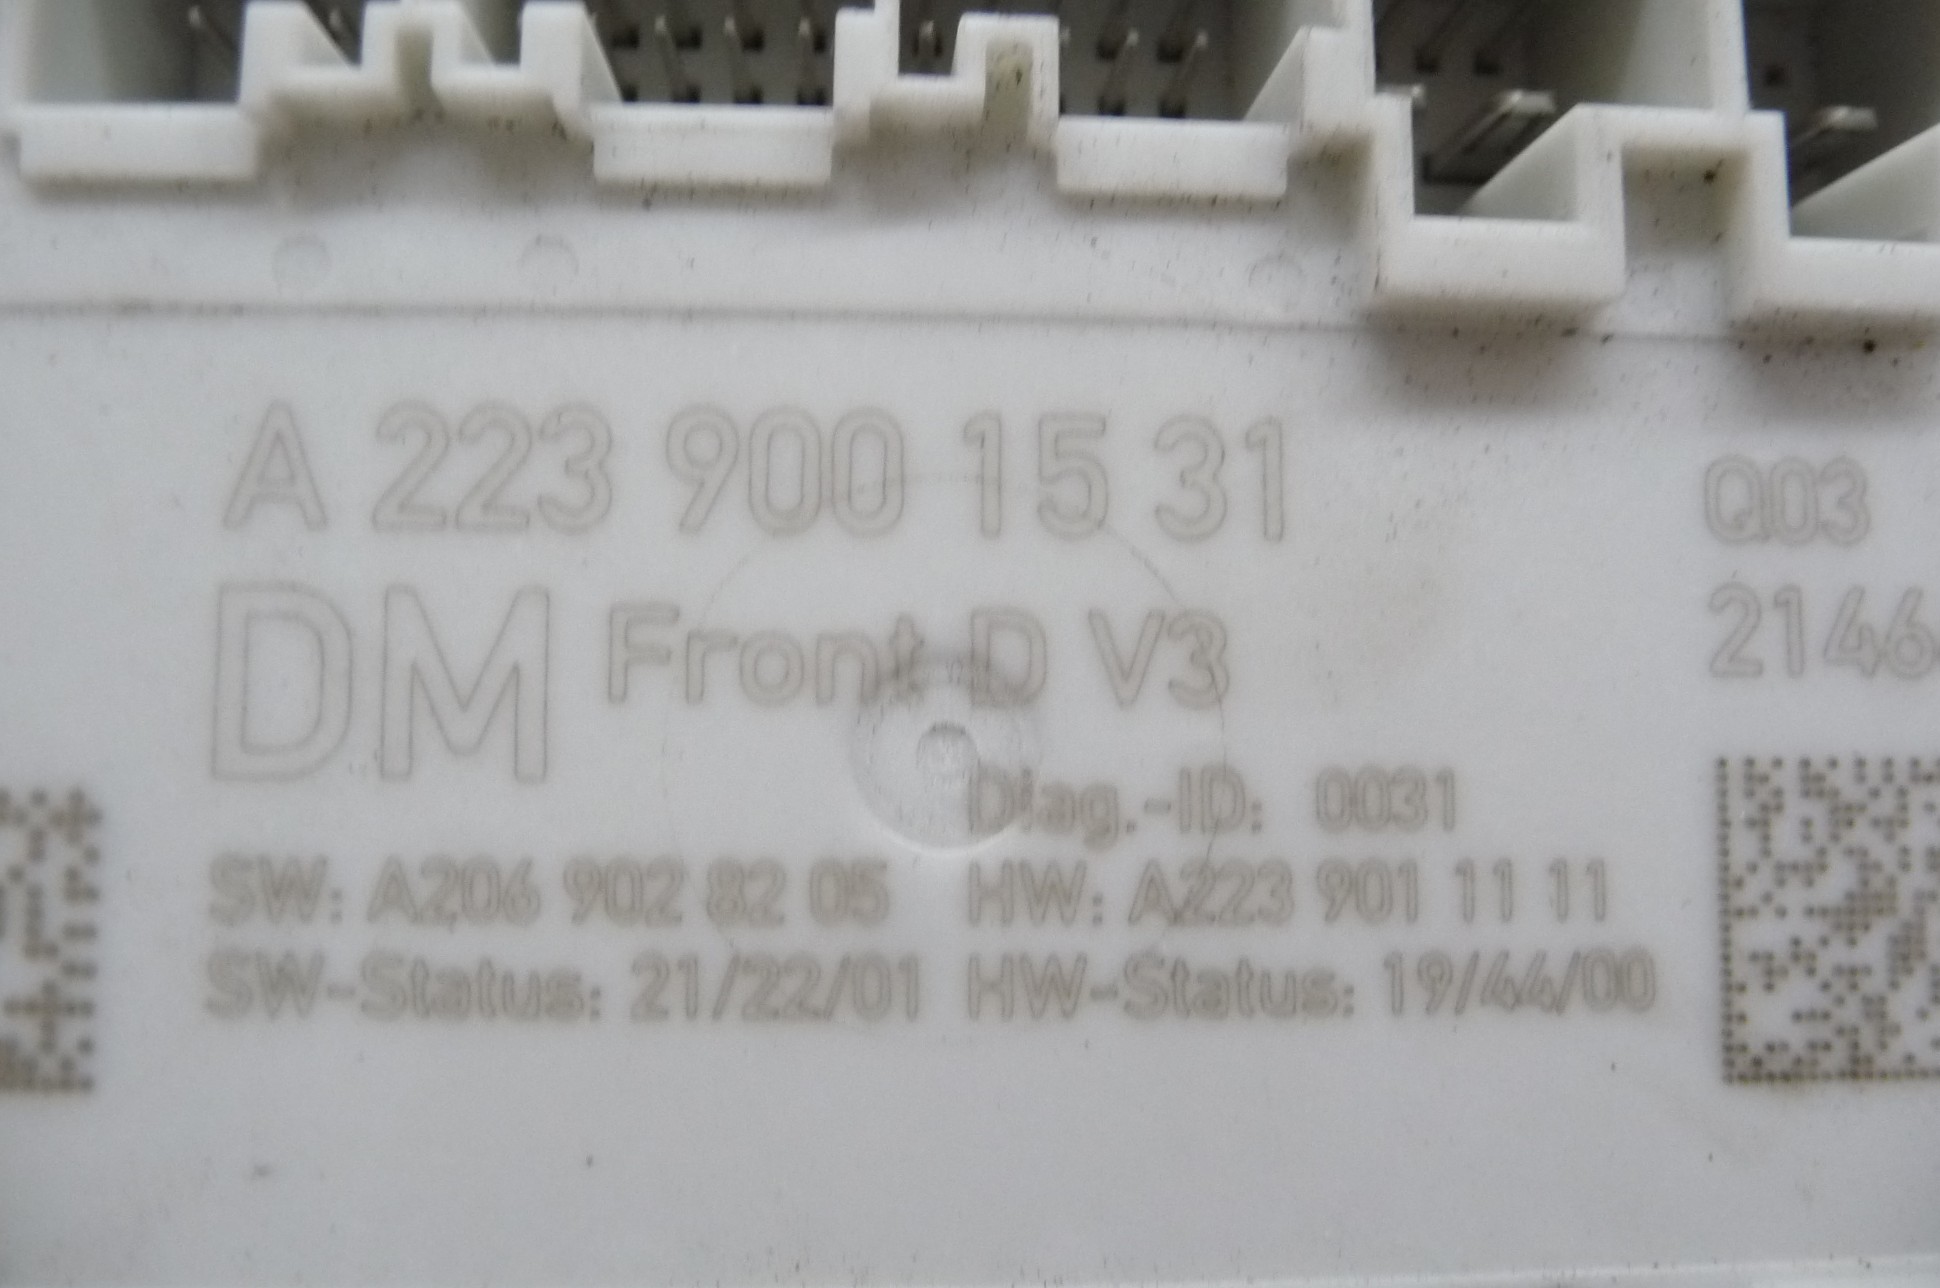 A 223 900 15 31
Q03
DM Front D V3
2146
Diag.-ID: 0031
SW: A206 902 82 05 HW: A223 901 11 11
SW-Status: 21/22/01 HW-Status: 19/44/00